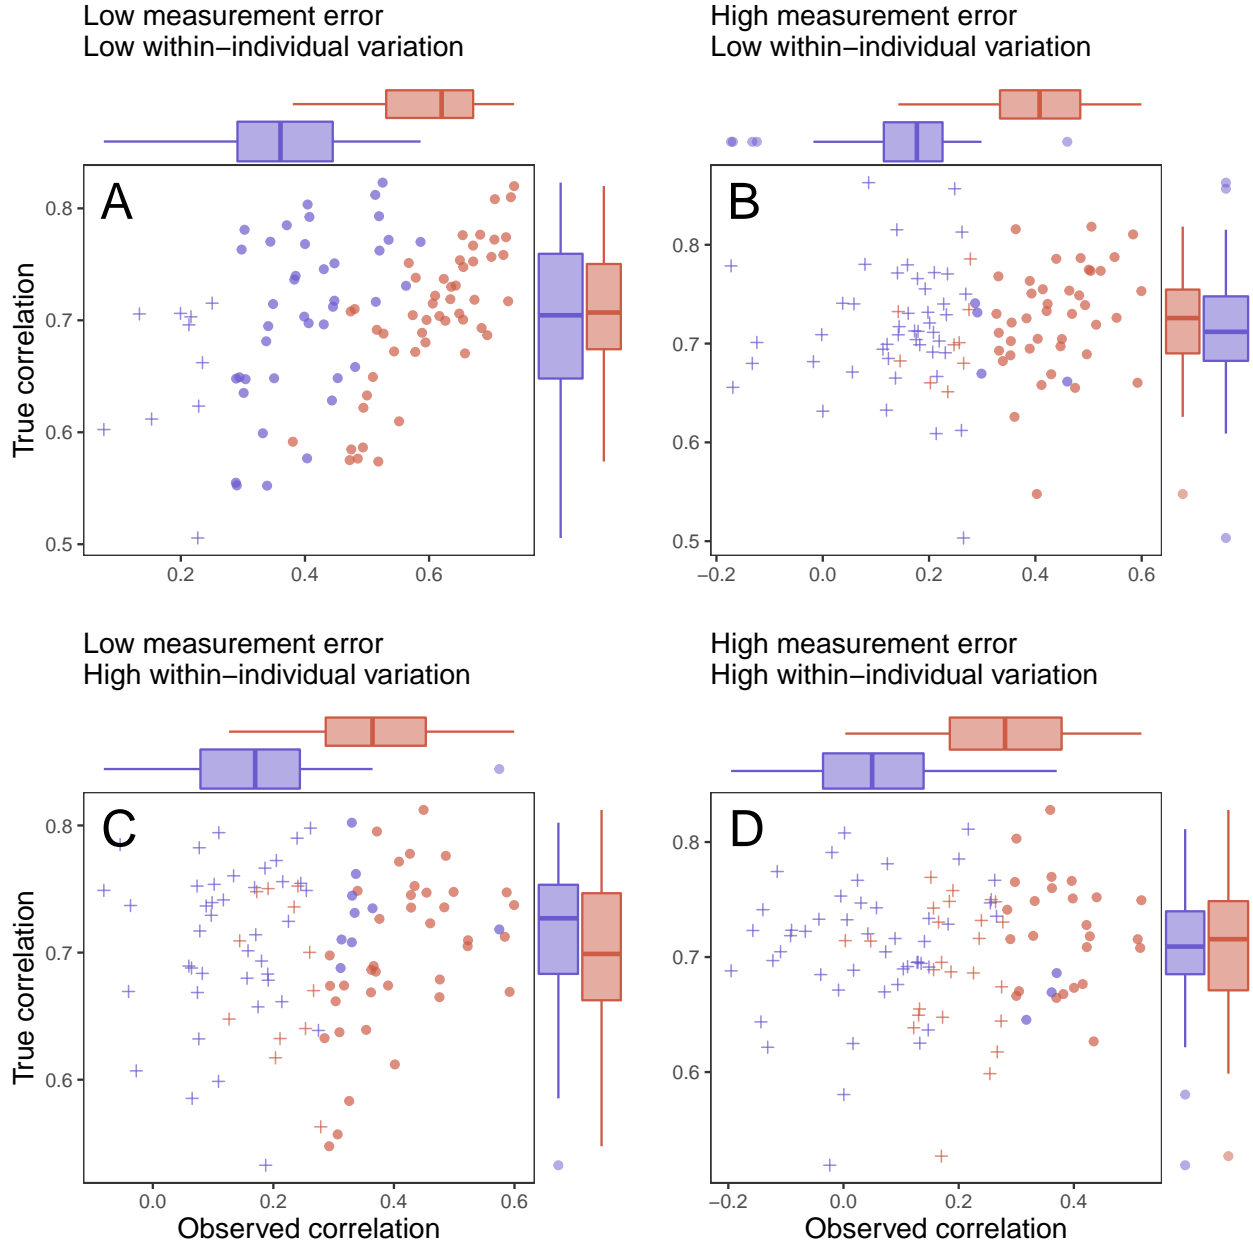 Low measurement error
Low within−individual variation
High measurement error
Low within−individual variation
A
B
True correlation
0.8
0.7
0.6
0.5
0.2
0.4
0.6
0.8
0.7
0.6
0.5
−0.2
0.0
0.2
0.4
0.6
Low measurement error
High within−individual variation
High measurement error
High within−individual variation
C
D
True correlation
0.8
0.7
0.6
0.0
0.2
0.4
0.6
Observed correlation
0.8
0.7
0.6
−0.2
0.0
0.2
0.4
Observed correlation